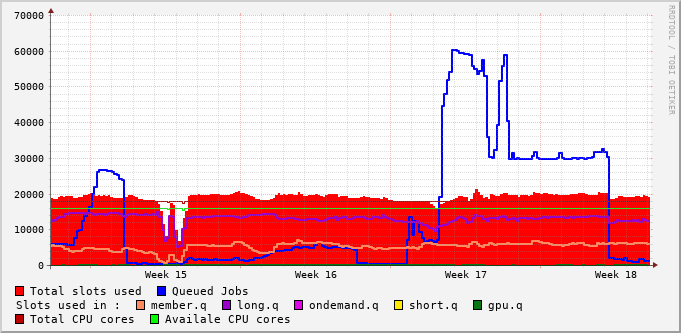 70000
60000
50000
40000
30000
20000
10000
0
Week 15 Week 16 Week 17 Week 18
Total slots used Queued Jobs
Slots used in : member.q long.q ondemand.q short.q gpu.q
Total CPU cores Availale CPU cores
RRDTOOL / TOBI OETIKER